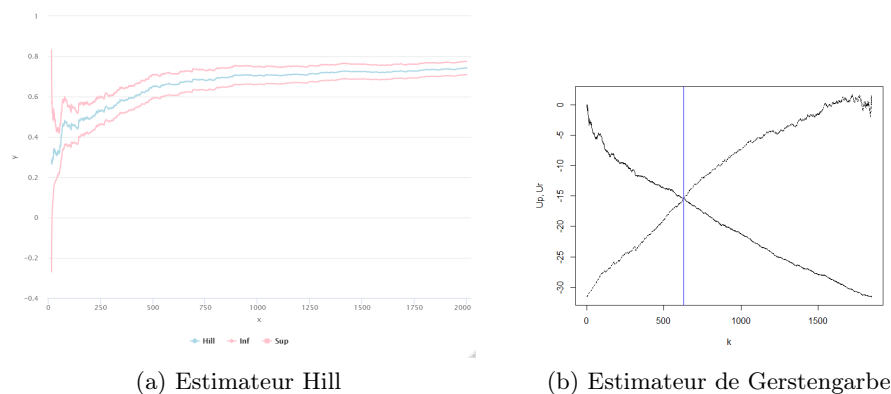 1
0.8
0.6
0.4
0.2
0
−0.2
−0.4
y
0 250 500 750 1000 1250 1500 1750 2000
x
Hill Inf Sup
(a) Estimateur Hill
0
-5
-10
-15
-20
-25
-30
Up, Ur
0 500 1000 1500
k
(b) Estimateur de Gerstengarbe